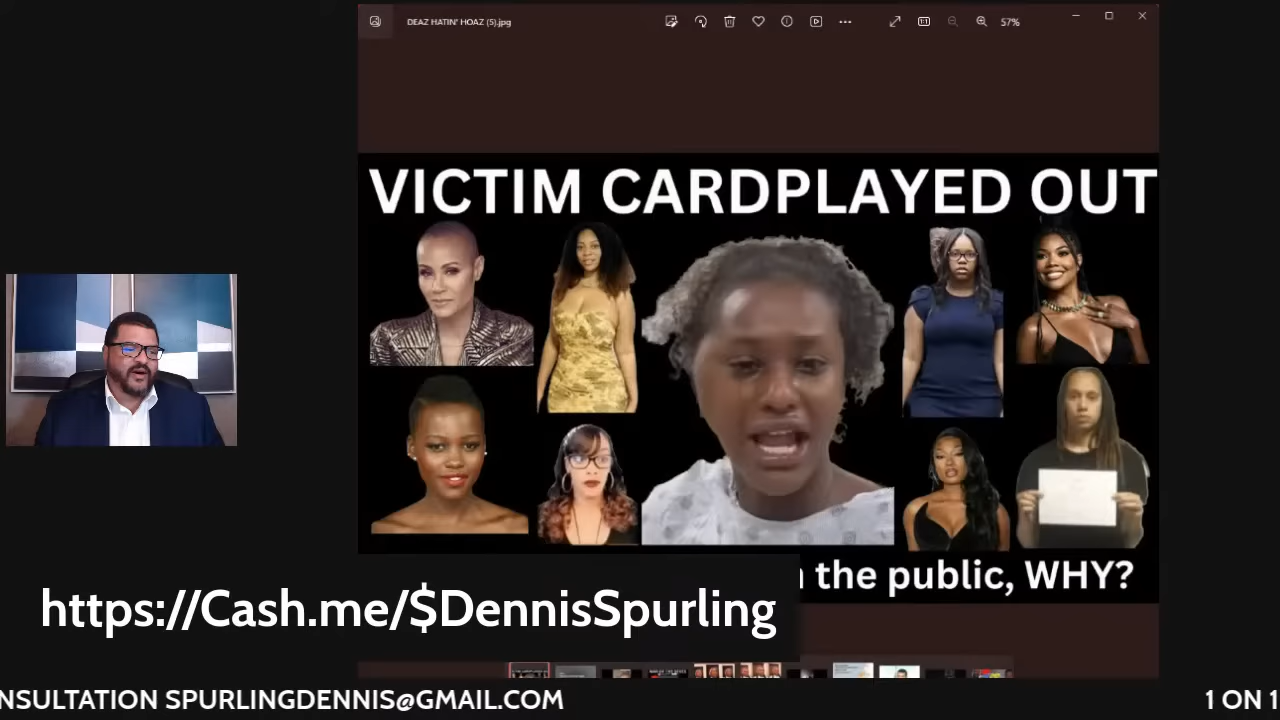 DEAZ HATIN' HOAZ (5).jpg
57%
VICTIM CARDPLAYED OUT
the public, WHY?
https://Cash.me/$DennisSpurling
NSULTATION SPURLINGDENNIS@GMAIL.COM
1 ON 1